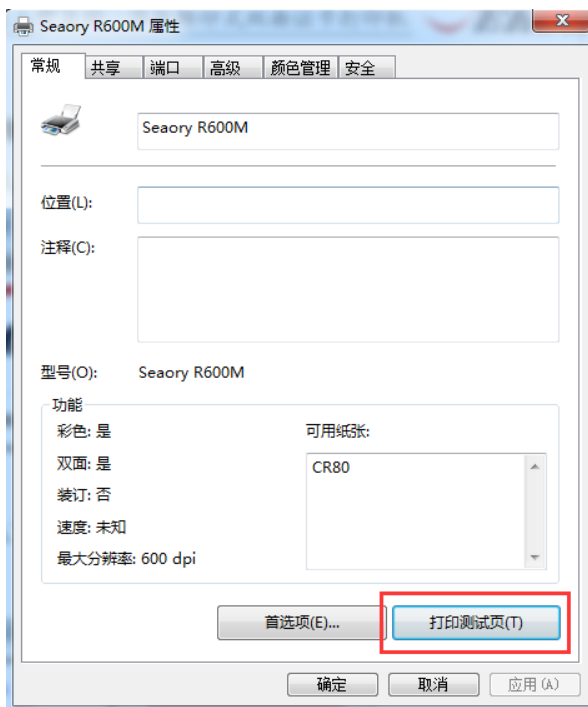 Seaory R600M 属性
常规 共享 端口 高级 颜色管理 安全
Seaory R600M
位置(L):
注释(C):
型号(O): Seaory R600M
功能
彩色: 是 可用纸张:
双面: 是 CR80
装订: 否
速度: 未知
最大分辨率: 600 dpi
首选项(E)... 打印测试页(T)
确定 取消 应用(A)